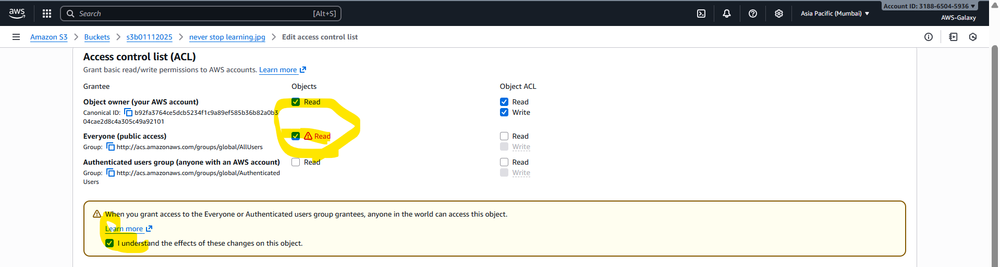 aws
Search
[Alt+S]
Asia Pacific (Mumbai)
Account ID: 3188-6504-5936
AWS-Galaxy
Amazon S3 > Buckets > s3b01112025 > never stop learning.jpg > Edit access control list
Access control list (ACL)
Grant basic read/write permissions to AWS accounts. Learn more
Grantee Objects Object ACL
Object owner (your AWS account) Read Read
Canonical ID: b92fa3764ce5dcb5234f1c9a89ef585b36b82a0b3 Write
04cae2d8c4a305c49a92101
Everyone (public access) Read Read
Group: http://acs.amazonaws.com/groups/global/AllUsers Write
Authenticated users group (anyone with an AWS account) Read Read
Group: http://acs.amazonaws.com/groups/global/Authenticated Write
Users
When you grant access to the Everyone or Authenticated users group grantees, anyone in the world can access this object.
Learn more
I understand the effects of these changes on this object.